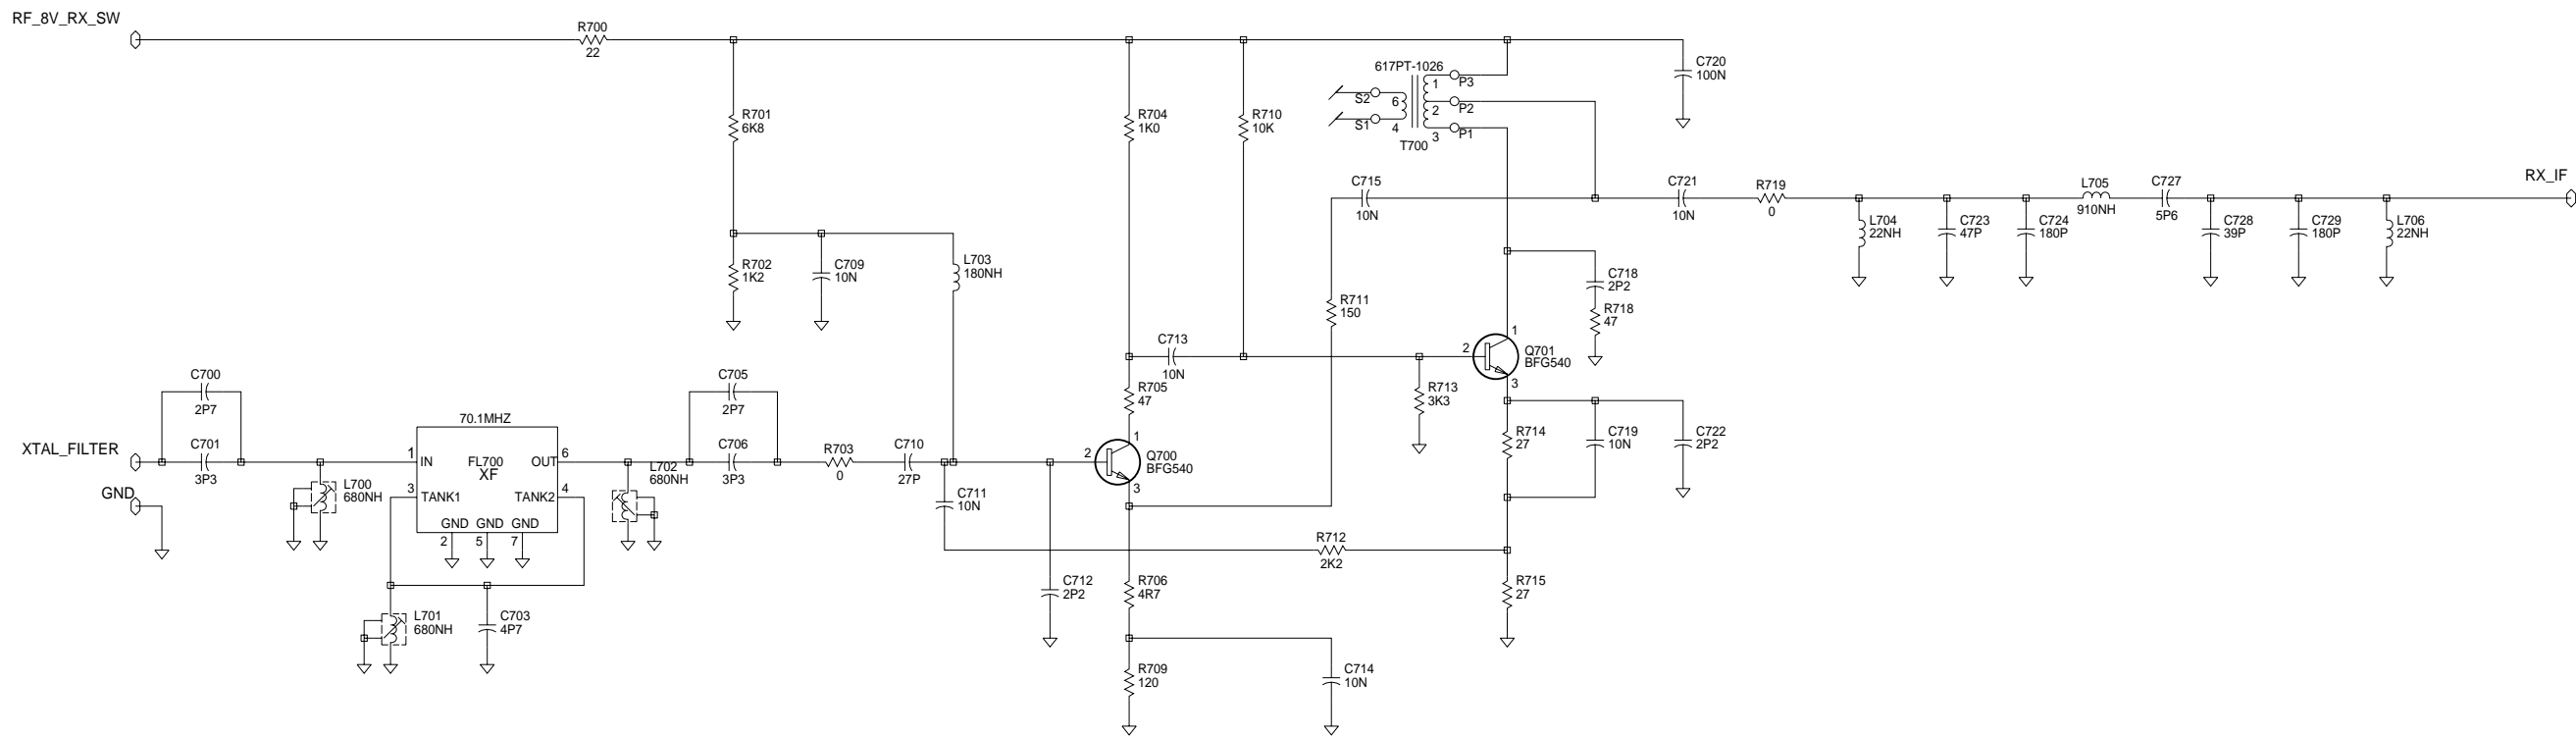 RF_8V_RX_SW
R700
22
617PT-1026
C720
100N
1
P3
S2
6
2
P2
S1
4
3
P1
T700
R701
6K8
R704
1K0
R710
10K
C715
10N
C721
10N
R719
0
L705
910NH
C727
5P6
RX_IF
L704
22NH
C723
47P
C724
180P
C728
39P
C729
180P
L706
22NH
R702
1K2
C709
10N
L703
180NH
C718
2P2
R711
150
R718
47
C713
10N
1
2
Q701
BFG540
3
C700
2P7
C705
2P7
R705
47
R713
3K3
70.1MHZ
XTAL_FILTER
C701
3P3
1
IN
FL700
XF
OUT
6
L702
680NH
C706
3P3
R703
0
C710
27P
1
2
Q700
BFG540
3
R714
27
C719
10N
C722
2P2
GND
L700
680NH
3
TANK1
TANK2
4
GND
GND
GND
2
5
7
C711
10N
R712
2K2
C712
2P2
R706
4R7
R715
27
L701
680NH
C703
4P7
R709
120
C714
10N